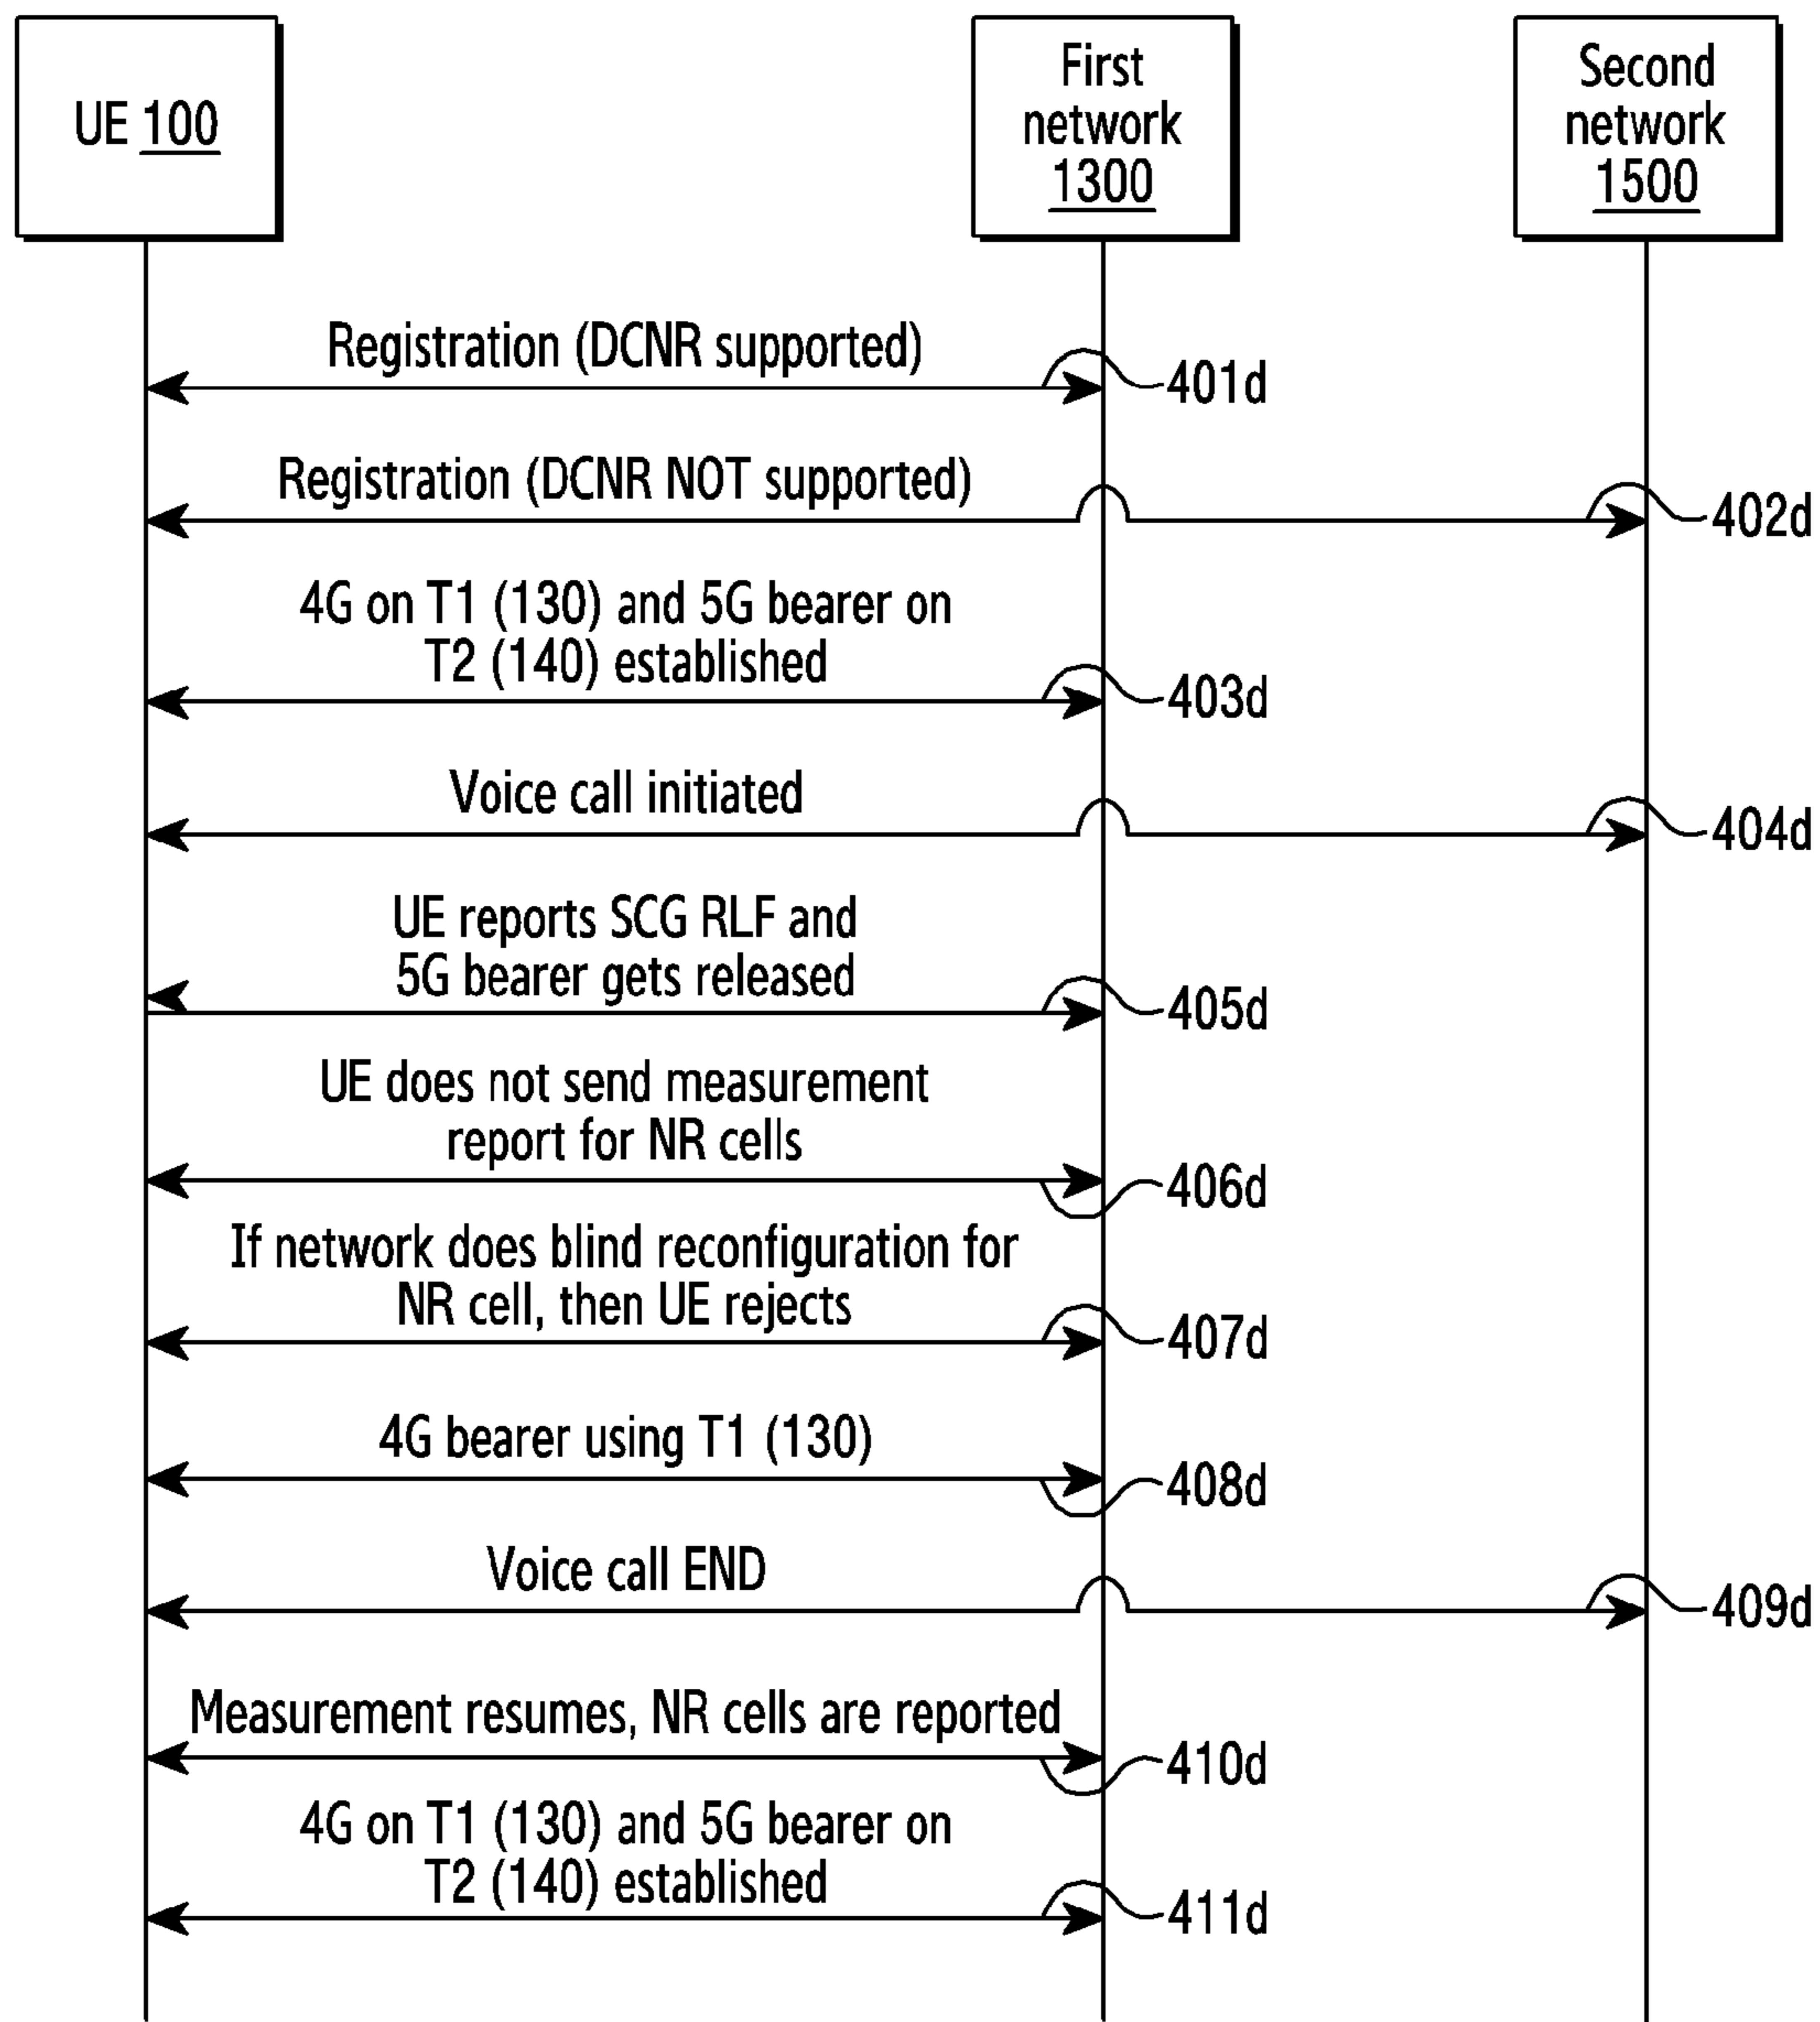 UE 100
First
network
1300
Second
network
1500
Registration (DCNR supported)
401d
Registration (DCNR NOT supported)
402d
4G on T1 (130) and 5G bearer on
T2 (140) established
403d
Voice call initiated
404d
UE reports SCG RLF and
5G bearer gets released
405d
UE does not send measurement
report for NR cells
406d
If network does blind reconfiguration for
NR cell, then UE rejects
407d
4G bearer using T1 (130)
408d
Voice call END
409d
Measurement resumes, NR cells are reported
410d
4G on T1 (130) and 5G bearer on
T2 (140) established
411d